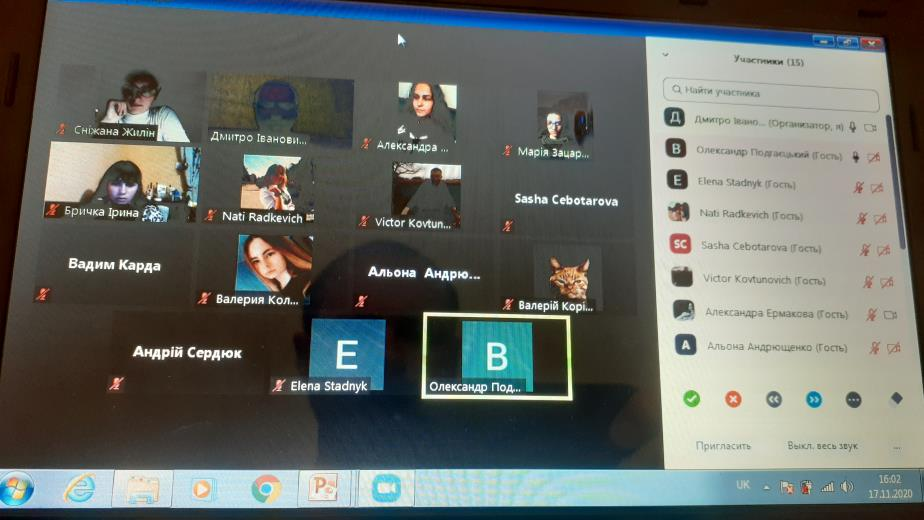 Сніжана Жилін
Дмитро Іванови...
Александра ...
Марія Зацар...
Бричка Ірина
Nati Radkevich
Victor Kovtun...
Sasha Cebotarova
Вадим Карда
Валерия Кол...
Альона Андрю...
Валерій Корі...
Андрій Сердюк
E
Elena Stadnyk
В
Олександр Под...
Участники (15)
Найти участника
Д
Дмитро Івано... (Организатор, я)
В
Олександр Подгаєцький (Гость)
E
Elena Stadnyk (Гость)
Nati Radkevich (Гость)
SC
Sasha Cebotarova (Гость)
Victor Kovtunovich (Гость)
Александра Ермакова (Гость)
А
Альона Андрющенко (Гость)
Пригласить
Выкл. весь звук
...
UK
16:02
17.11.2020